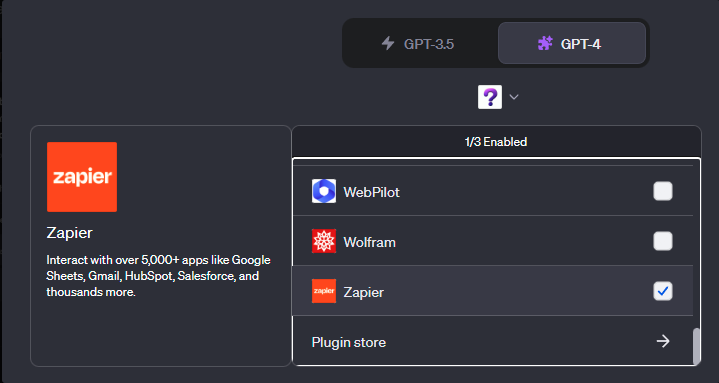 GPT-3.5
GPT-4
?
1/3 Enabled
zapier
Zapier
Interact with over 5,000+ apps like Google
Sheets, Gmail, HubSpot, Salesforce, and
thousands more.
WebPilot
Wolfram
zapier Zapier
Plugin store